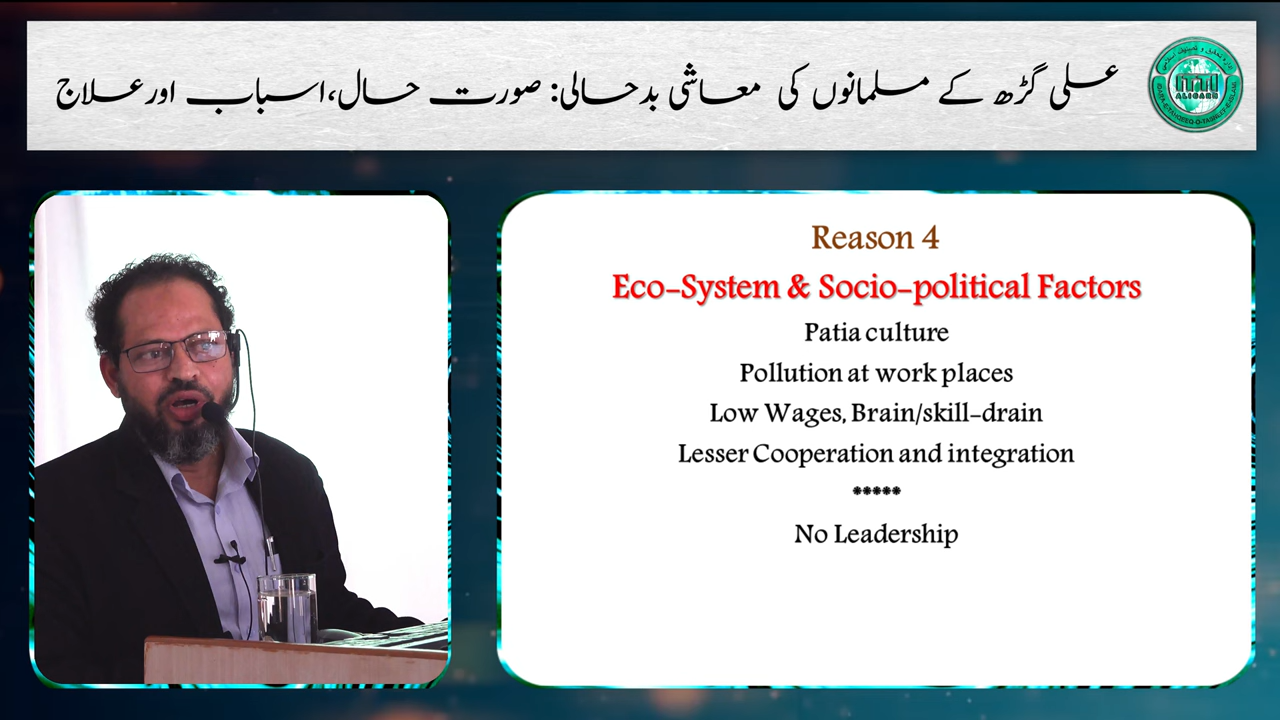 علی گڑھ کے مسلمانوں کی معاشی بدحالی: صورت حال، اسباب اور علاج
ALIGARH
Reason 4
Eco-System & Socio-political Factors
Patia culture
Pollution at work places
Low Wages, Brain/skill-drain
Lesser Cooperation and integration
*****
No Leadership